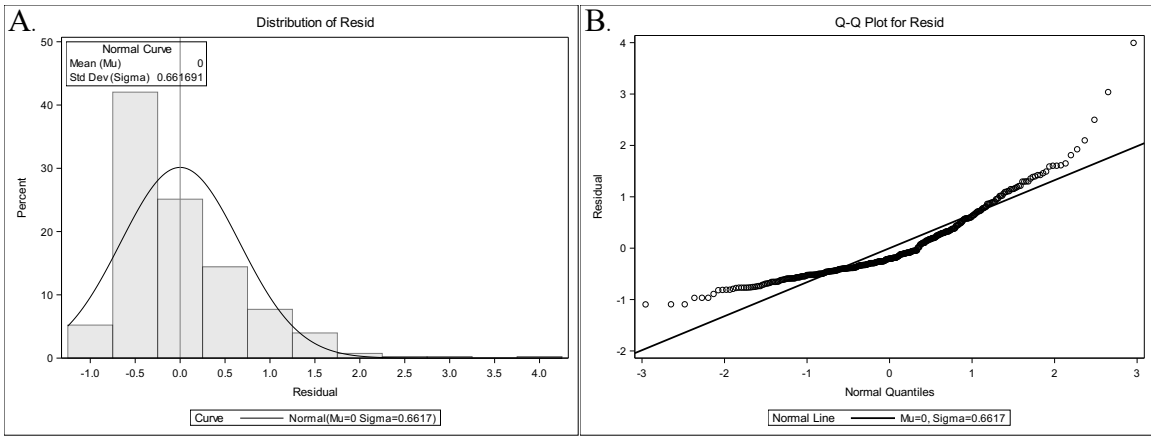 A.
Distribution of Resid
50
40
30
20
10
0
Percent
Normal Curve
Mean (Mu) 0
Std Dev (Sigma) 0.661691
-1.0 -0.5 0.0 0.5 1.0 1.5 2.0 2.5 3.0 3.5 4.0
Residual
Curve Normal(Mu=0 Sigma=0.6617)
B.
Q-Q Plot for Resid
4
3
2
1
0
-1
-2
Residual
-3 -2 -1 0 1 2 3
Normal Quantiles
Normal Line Mu=0, Sigma=0.6617